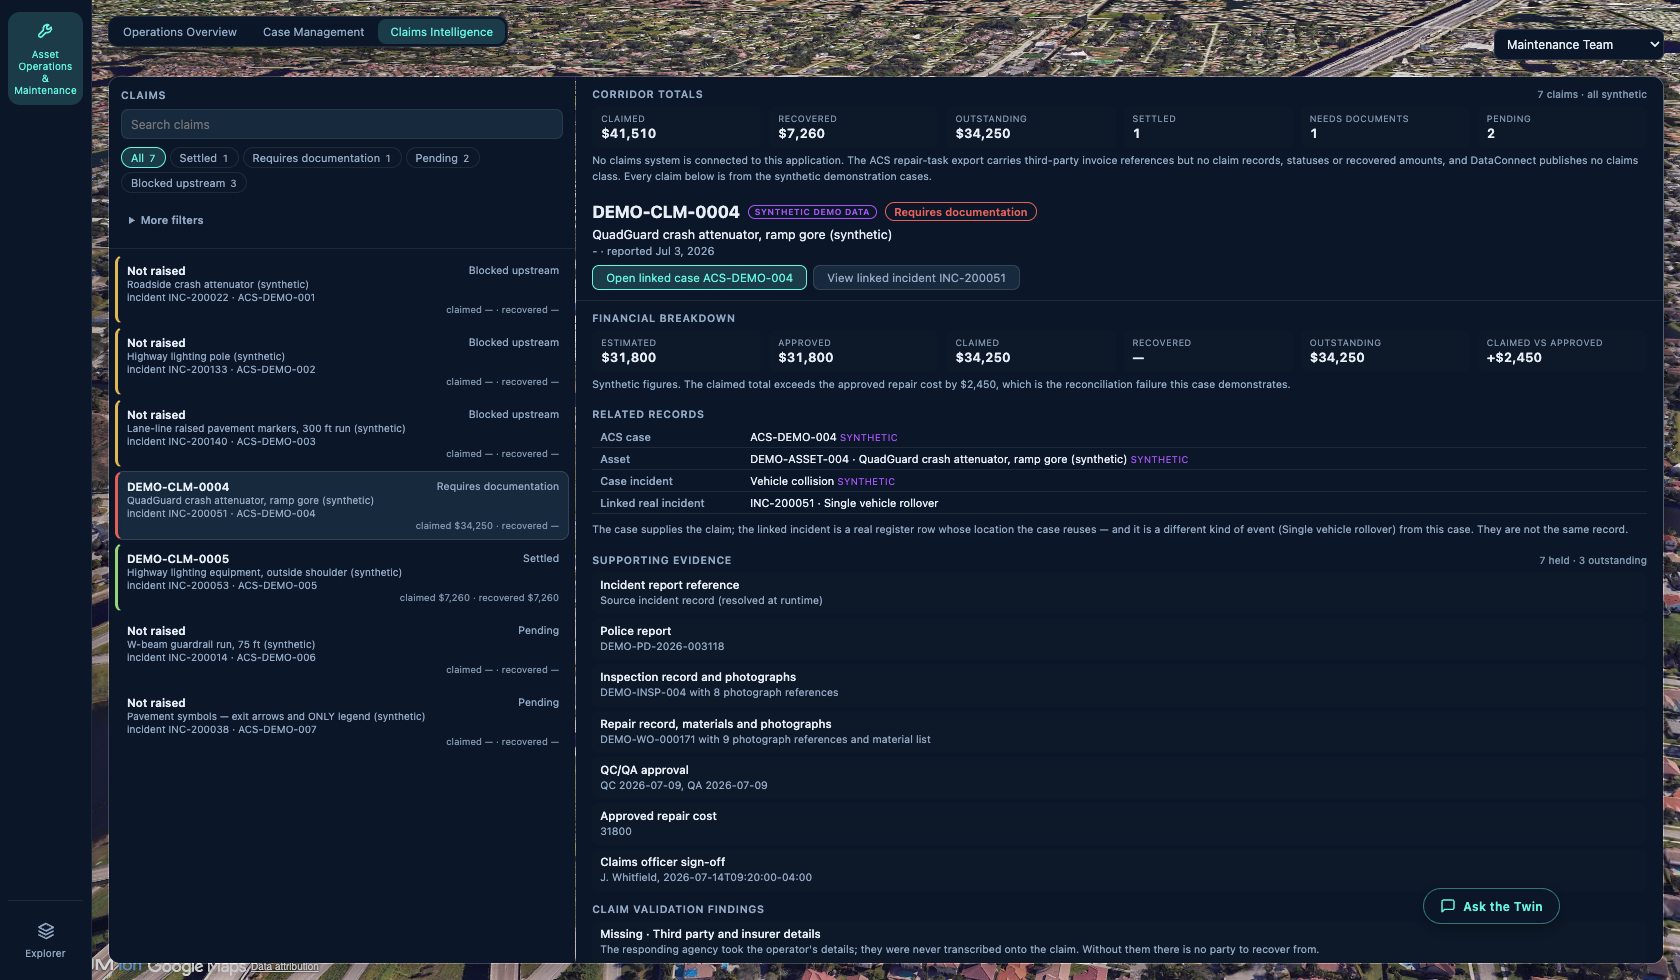 Asset
Operations
&
Maintenance
Operations Overview
Case Management
Claims Intelligence
Maintenance Team
CLAIMS
Search claims
All 7
Settled 1
Requires documentation 1
Pending 2
Blocked upstream 3
More filters
Not raised
Blocked upstream
Roadside crash attenuator (synthetic)
incident INC-200022 · ACS-DEMO-001
claimed — · recovered —
Not raised
Blocked upstream
Highway lighting pole (synthetic)
incident INC-200133 · ACS-DEMO-002
claimed — · recovered —
Not raised
Blocked upstream
Lane-line raised pavement markers, 300 ft run (synthetic)
incident INC-200140 · ACS-DEMO-003
claimed — · recovered —
DEMO-CLM-0004
Requires documentation
QuadGuard crash attenuator, ramp gore (synthetic)
incident INC-200051 · ACS-DEMO-004
claimed $34,250 · recovered —
DEMO-CLM-0005
Settled
Highway lighting equipment, outside shoulder (synthetic)
incident INC-200053 · ACS-DEMO-005
claimed $7,260 · recovered $7,260
Not raised
Pending
W-beam guardrail run, 75 ft (synthetic)
incident INC-200014 · ACS-DEMO-006
claimed — · recovered —
Not raised
Pending
Pavement symbols — exit arrows and ONLY legend (synthetic)
incident INC-200038 · ACS-DEMO-007
claimed — · recovered —
CORRIDOR TOTALS
7 claims · all synthetic
CLAIMED
$41,510
RECOVERED
$7,260
OUTSTANDING
$34,250
SETTLED
1
NEEDS DOCUMENTS
1
PENDING
2
No claims system is connected to this application. The ACS repair-task export carries third-party invoice references but no claim records, statuses or recovered amounts, and DataConnect publishes no claims
class. Every claim below is from the synthetic demonstration cases.
DEMO-CLM-0004
SYNTHETIC DEMO DATA
Requires documentation
QuadGuard crash attenuator, ramp gore (synthetic)
- · reported Jul 3, 2026
Open linked case ACS-DEMO-004
View linked incident INC-200051
FINANCIAL BREAKDOWN
ESTIMATED
$31,800
APPROVED
$31,800
CLAIMED
$34,250
RECOVERED
—
OUTSTANDING
$34,250
CLAIMED VS APPROVED
+$2,450
Synthetic figures. The claimed total exceeds the approved repair cost by $2,450, which is the reconciliation failure this case demonstrates.
RELATED RECORDS
ACS case
ACS-DEMO-004 SYNTHETIC
Asset
DEMO-ASSET-004 · QuadGuard crash attenuator, ramp gore (synthetic) SYNTHETIC
Case incident
Vehicle collision SYNTHETIC
Linked real incident
INC-200051 · Single vehicle rollover
The case supplies the claim; the linked incident is a real register row whose location the case reuses — and it is a different kind of event (Single vehicle rollover) from this case. They are not the same record.
SUPPORTING EVIDENCE
7 held · 3 outstanding
Incident report reference
Source incident record (resolved at runtime)
Police report
DEMO-PD-2026-003118
Inspection record and photographs
DEMO-INSP-004 with 8 photograph references
Repair record, materials and photographs
DEMO-WO-000171 with 9 photograph references and material list
QC/QA approval
QC 2026-07-09, QA 2026-07-09
Approved repair cost
31800
Claims officer sign-off
J. Whitfield, 2026-07-14T09:20:00-04:00
CLAIM VALIDATION FINDINGS
Missing · Third party and insurer details
The responding agency took the operator's details; they were never transcribed onto the claim. Without them there is no party to recover from.
Ask the Twin
Explorer
Google Maps
Data attribution